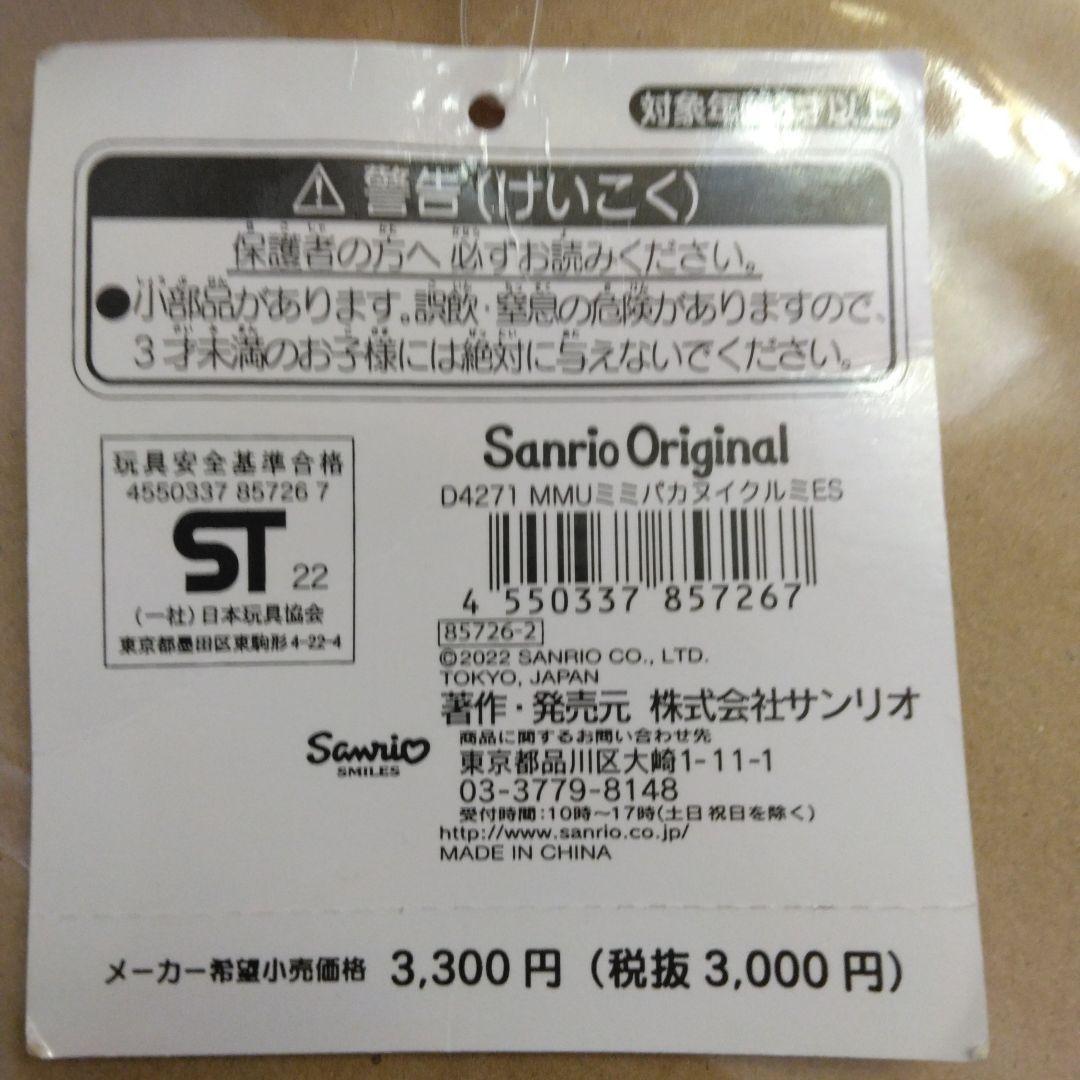 対象年齢3才以上
警告(けいこく)
保護者の方へ 必ずお読みください。
●小部品があります。誤飲・窒息の危険がありますので、
3才未満のお子様には絶対に与えないでください。
玩具安全基準合格
4550337 85726 7
ST 22
(一社)日本玩具協会
東京都墨田区東駒形4-22-4
Sanrio Original
D4271 MMUミミパカヌイクルミES
4 550337 857267
85726-2
©2022 SANRIO CO., LTD.
TOKYO, JAPAN
著作・発売元 株式会社サンリオ
Sanrio
SMILES
商品に関するお問い合わせ先
東京都品川区大崎1-11-1
03-3779-8148
受付時間:10時~17時(土日祝日を除く)
http://www.sanrio.co.jp/
MADE IN CHINA
メーカー希望小売価格 3,300円(税抜3,000円)